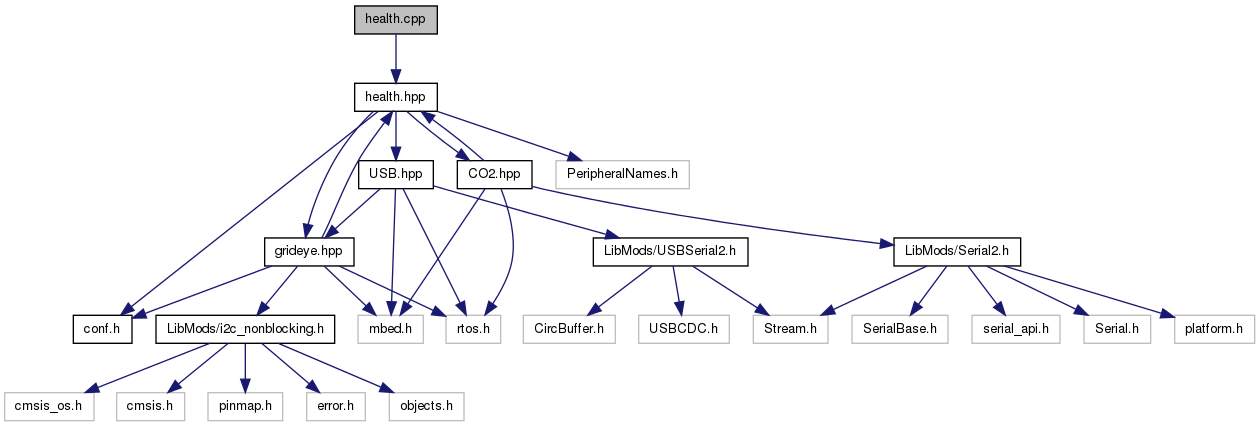 health.cpp
health.hpp
USB.hpp
CO2.hpp
PeripheralNames.h
grideye.hpp
LibMods/USBSerial2.h
LibMods/Serial2.h
conf.h
LibMods/i2c_nonblocking.h
mbed.h
rtos.h
CircBuffer.h
USBCDC.h
Stream.h
SerialBase.h
serial_api.h
Serial.h
platform.h
cmsis_os.h
cmsis.h
pinmap.h
error.h
objects.h